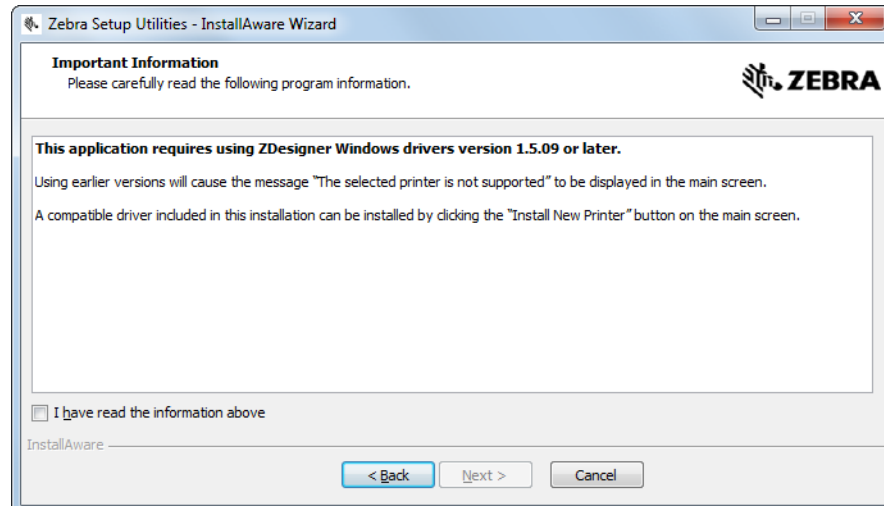 Zebra Setup Utilities - InstallAware Wizard
Important Information
Please carefully read the following program information.
ZEBRA
This application requires using ZDesigner Windows drivers version 1.5.09 or later.
Using earlier versions will cause the message “The selected printer is not supported” to be displayed in the main screen.
A compatible driver included in this installation can be installed by clicking the “Install New Printer” button on the main screen.
I have read the information above
InstallAware
< Back Next > Cancel